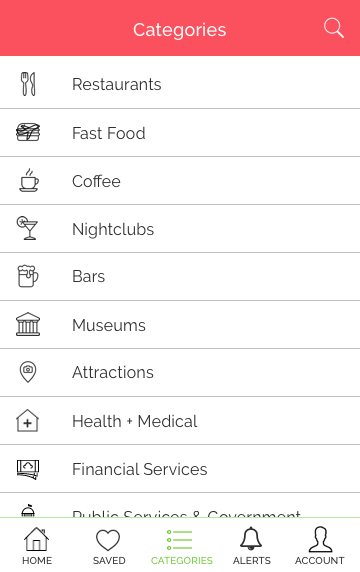 Categories
Restaurants
Fast Food
Coffee
Nightclubs
Bars
Museums
Attractions
Health + Medical
Financial Services
Public Services & Government
HOME SAVED CATEGORIES ALERTS ACCOUNT